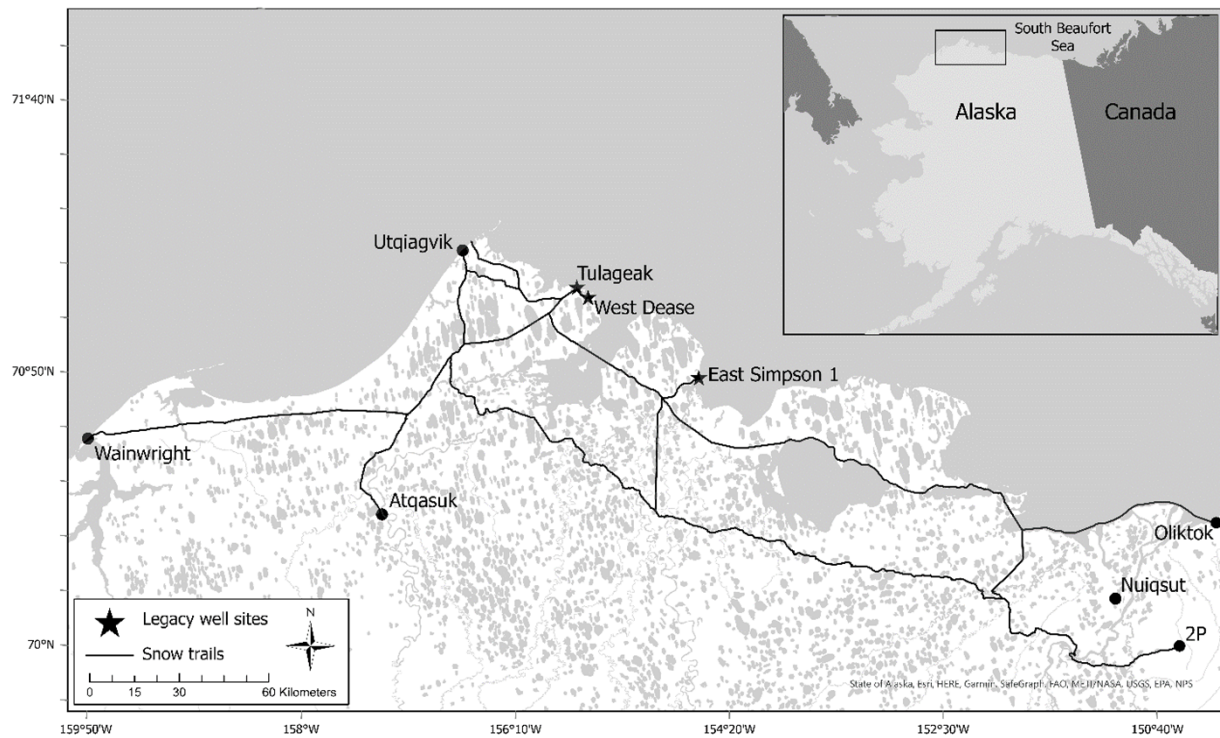 South Beaufort
Sea
Alaska
Canada
71°40'
Utqiagvik
Tulageak
West Dease
70°50'
East Simpson 1
Wainwright
Atqasuk
Oliktok
Nuiqsut
2P
70°N
Legacy well sites
Snow trails
N
0 15 30 60 Kilometers
State of Alaska, Esri, HERE, Garmin, SafeGraph, FAO, METI/NASA, USGS, EPA, NPS
159°50'W 158°W 156°10'W 154°20'W 152°30'W 150°40'W